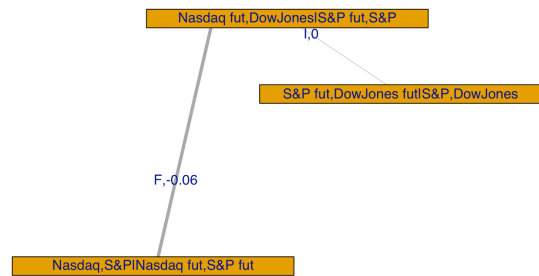 Nasdaq fut,DowJones|S&P fut,S&P
I,0
S&P fut,DowJones fut|S&P,DowJones
F,-0.06
Nasdaq,S&P|Nasdaq fut,S&P fut